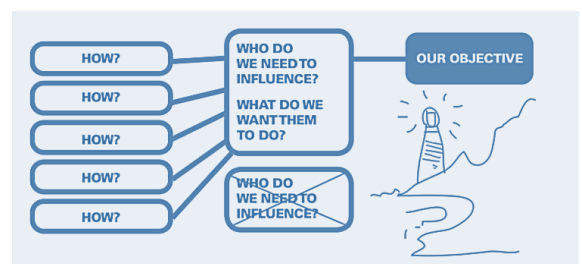 HOW?
HOW?
HOW?
HOW?
HOW?
WHO DO
WE NEED TO
INFLUENCE?
WHAT DO WE
WANT THEM
TO DO?
WHO DO
WE NEED TO
INFLUENCE?
OUR OBJECTIVE